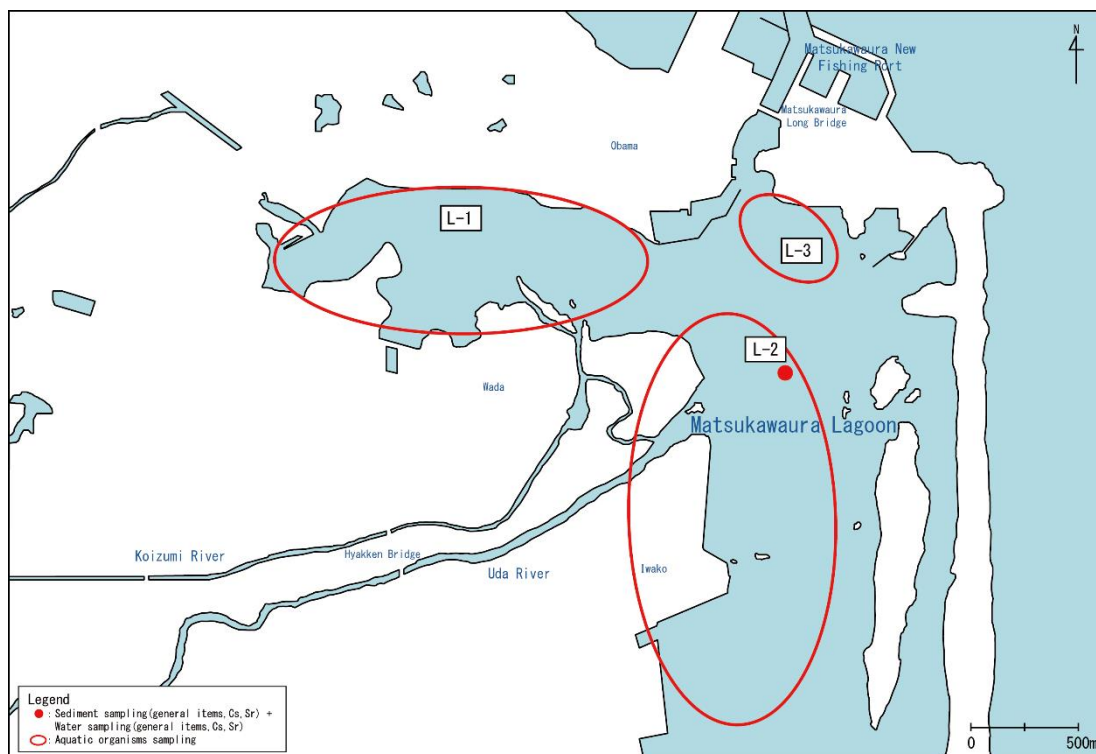 Matsukawaura New
Fishing Port
N
Matsukawaura
Long Bridge
Obama
L-1
L-3
L-2
Wada
Matsukawaura Lagoon
Koizumi River
Hyakken Bridge
Uda River
Iwako
Legend
: Sediment sampling(general items,Cs,Sr) +
Water sampling(general items,Cs,Sr)
: Aquatic organisms sampling
0 500m